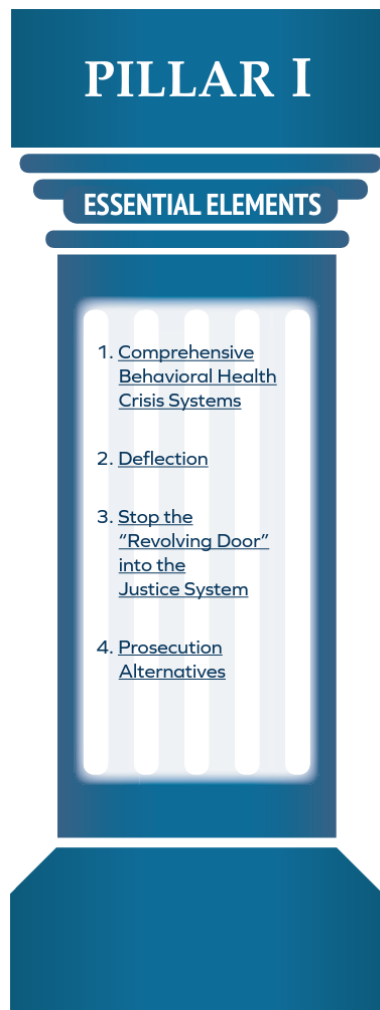 PILLAR I
ESSENTIAL ELEMENTS
1. Comprehensive
Behavioral Health
Crisis Systems
2. Deflection
3. Stop the
“Revolving Door”
into the
Justice System
4. Prosecution
Alternatives